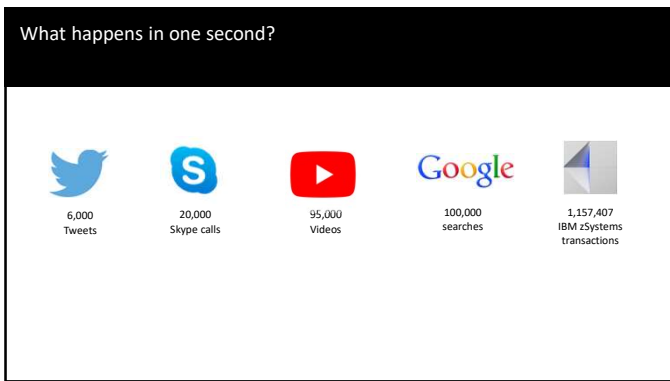 What happens in one second?
S
Google
6,000
Tweets
20,000
Skype calls
95,000
Videos
100,000
searches
1,157,407
IBM zSystems
transactions